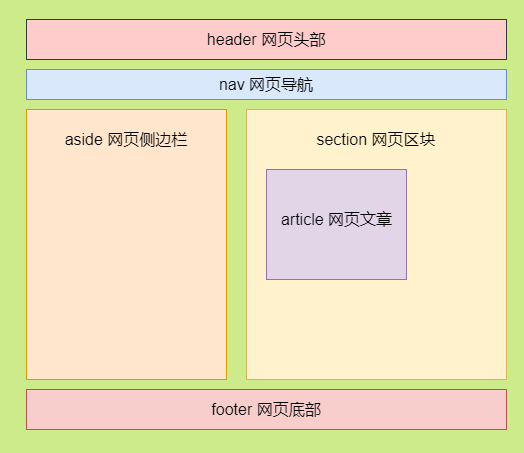 header 网页头部
nav 网页导航
aside 网页侧边栏
section 网页区块
article 网页文章
footer 网页底部